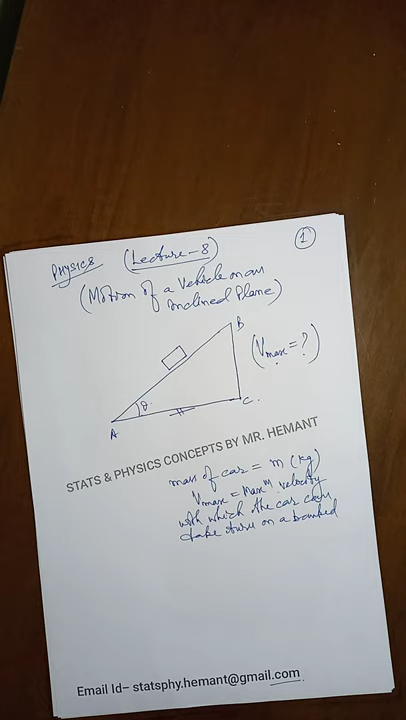 PHYSICS (Lecture-8) 1
(Motion of a Vehicle on an
Inclined Plane)
B
(Vmax = ?)
θ.
C.
A
STATS & PHYSICS CONCEPTS BY MR. HEMANT
mass of car = m (kg)
Vmax = Maxm velocity
with which the car can
take turn on a banked
Email Id– statsphy.hemant@gmail.com